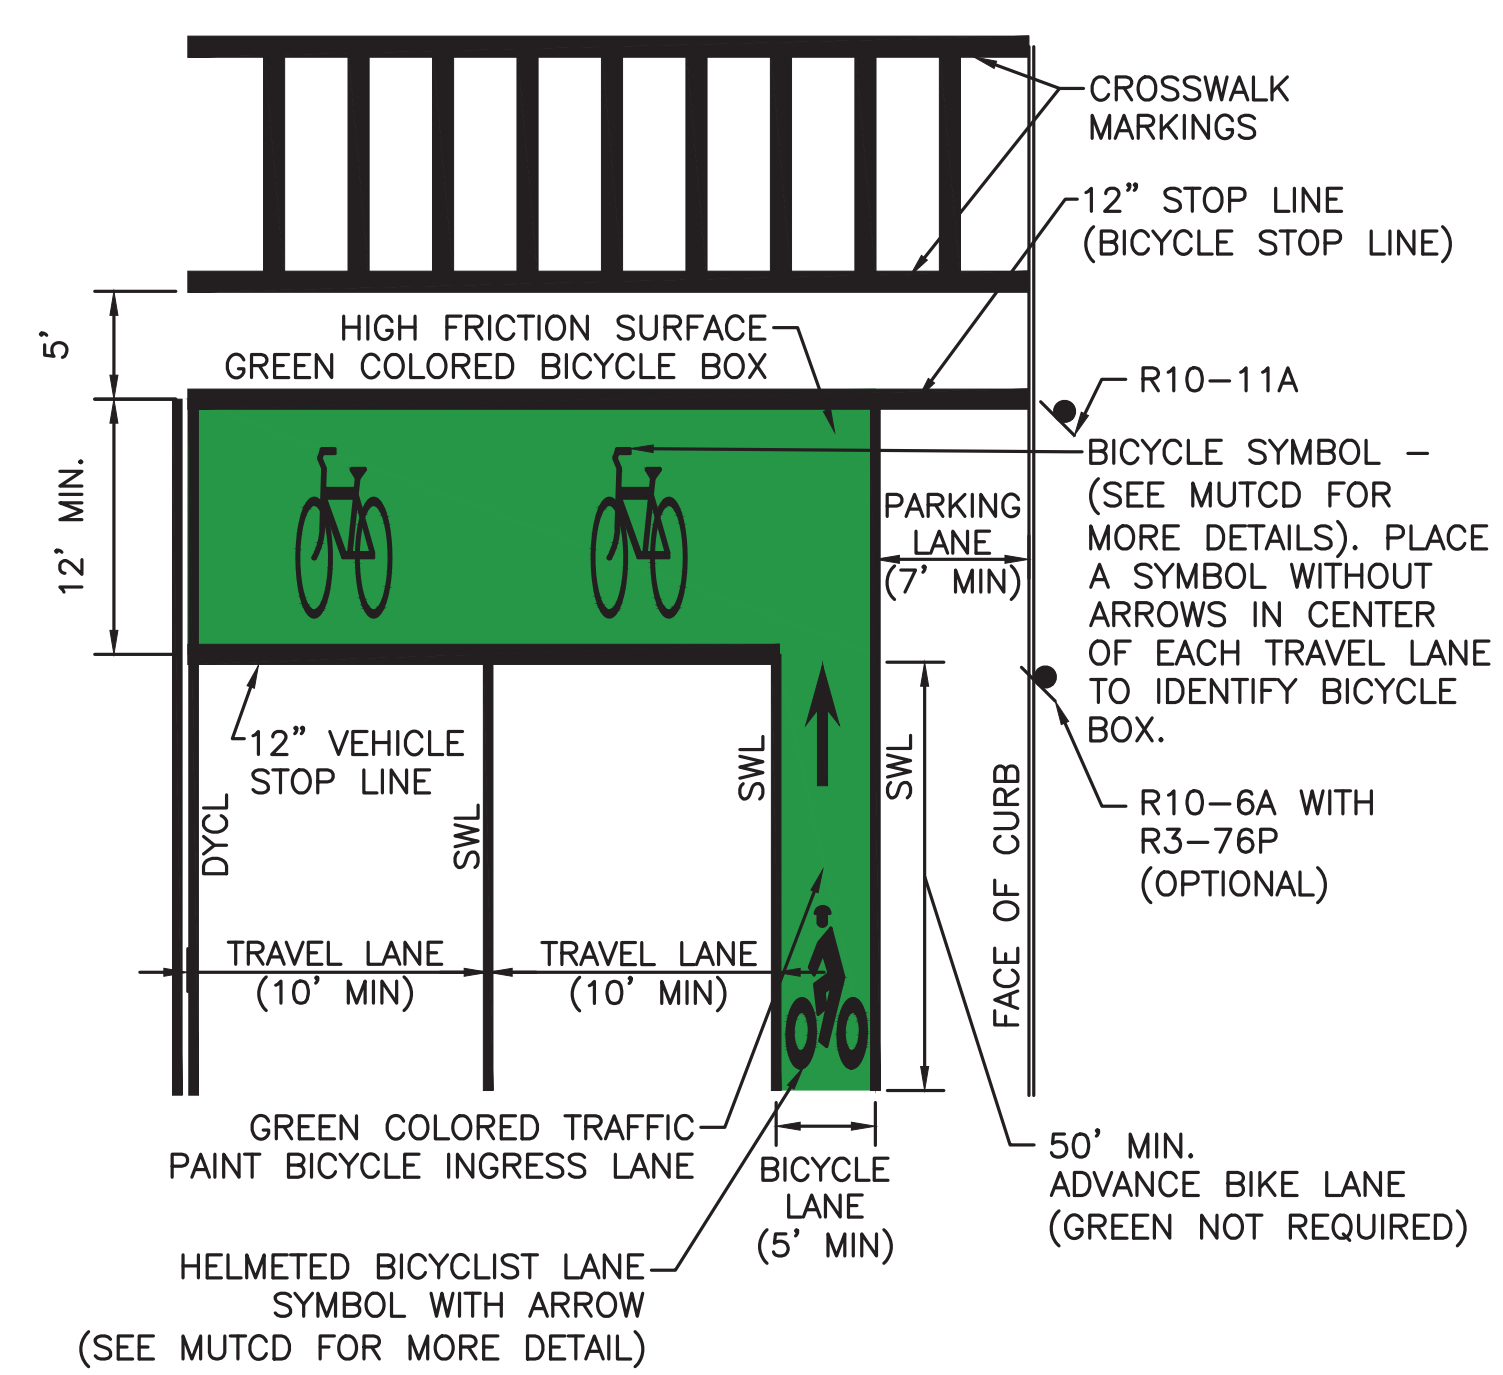 CROSSWALK
MARKINGS
12” STOP LINE
(BICYCLE STOP LINE)
5’
HIGH FRICTION SURFACE
GREEN COLORED BICYCLE BOX
R10-11A
12’ MIN.
BICYCLE SYMBOL -
(SEE MUTCD FOR
MORE DETAILS). PLACE
A SYMBOL WITHOUT
ARROWS IN CENTER
OF EACH TRAVEL LANE
TO IDENTIFY BICYCLE
BOX.
PARKING
LANE
(7’ MIN)
12” VEHICLE
STOP LINE
DYCL
SWL
SWL
SWL
FACE OF CURB
R10-6A WITH
R3-76P
(OPTIONAL)
TRAVEL LANE
(10’ MIN)
TRAVEL LANE
(10’ MIN)
GREEN COLORED TRAFFIC
PAINT BICYCLE INGRESS LANE
BICYCLE
LANE
(5’ MIN)
50’ MIN.
ADVANCE BIKE LANE
(GREEN NOT REQUIRED)
HELMETED BICYCLIST LANE
SYMBOL WITH ARROW
(SEE MUTCD FOR MORE DETAIL)